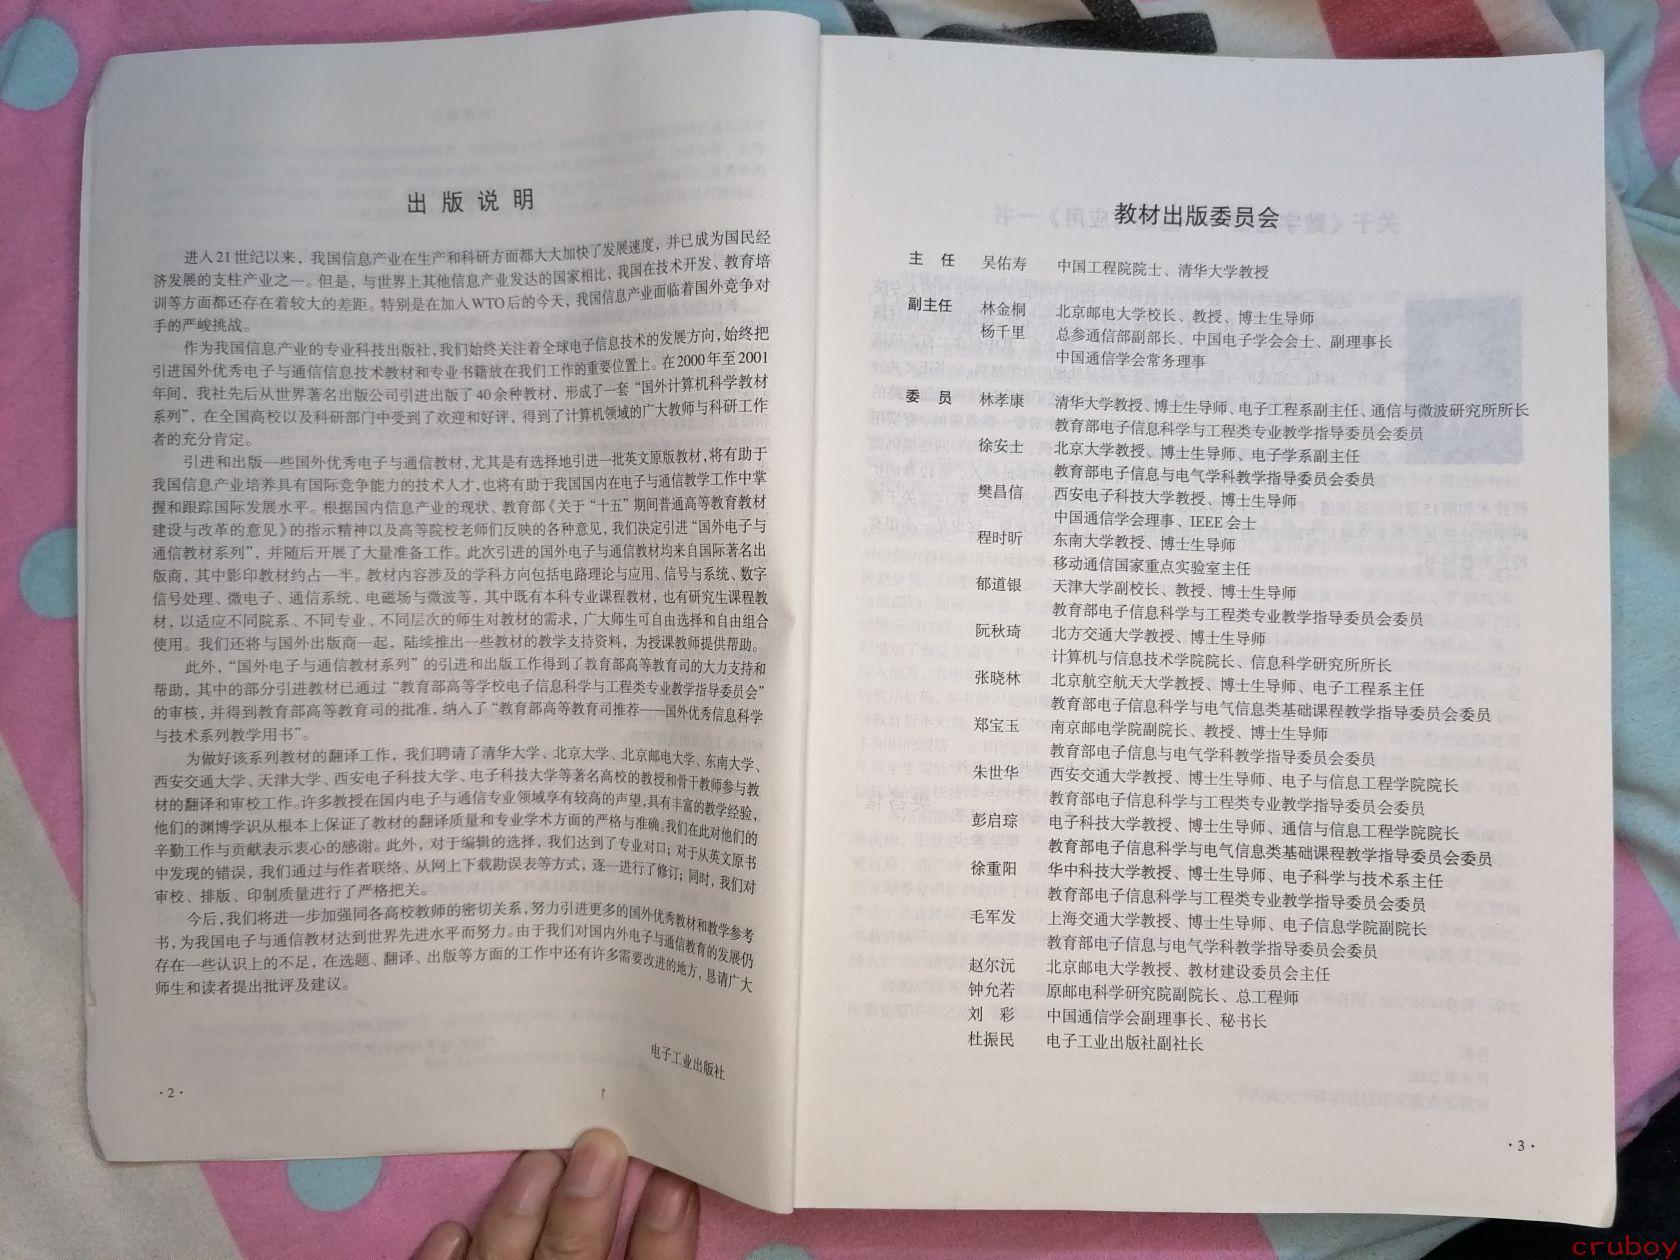 出版说明
进入21世纪以来，我国信息产业在生产和科研方面都大大加快了发展速度，并已成为国民经
济发展的支柱产业之一。但是，与世界上其他信息产业发达的国家相比，我国在技术开发、教育培
训等方面都还存在着较大的差距。特别是在加入WTO后的今天，我国信息产业面临着国外竞争对
手的严峻挑战。
作为我国信息产业的专业科技出版社，我们始终关注着全球电子信息技术的发展方向，始终把
引进国外优秀电子与通信信息技术教材和专业书籍放在我们工作的重要位置上。在2000年至2001
年间，我社先后从世界著名出版公司引进出版了40余种教材，形成了一套“国外计算机科学教材
系列”，在全国高校以及科研部门中受到了欢迎和好评，得到了计算机领域的广大教师与科研工作
者的充分肯定。
引进和出版一些国外优秀电子与通信教材，尤其是有选择地引进一批英文原版教材，将有助于
我国信息产业培养具有国际竞争能力的技术人才，也将有助于我国国内在电子与通信教学工作中掌
握和跟踪国际发展水平。根据国内信息产业的现状、教育部《关于“十五”期间普通高等教育教材
建设与改革的意见》的指示精神以及高等院校老师们反映的各种意见，我们决定引进“国外电子与
通信教材系列”，并随后开展了大量准备工作。此次引进的国外电子与通信教材均来自国际著名出
版商，其中影印教材约占一半。教材内容涉及的学科方向包括电路理论与应用、信号与系统、数字
信号处理、微电子、通信系统、电磁场与微波等，其中既有本科专业课程教材，也有研究生课程教
材，以适应不同院系、不同专业、不同层次的师生对教材的需求，广大师生可自由选择和自由组合
使用。我们还将与国外出版商一起，陆续推出一些教材的教学支持资料，为授课教师提供帮助。
此外，“国外电子与通信教材系列”的引进和出版工作得到了教育部高等教育司的大力支持和
帮助，其中的部分引进教材已通过“教育部高等学校电子信息科学与工程类专业教学指导委员会”
的审核，并得到教育部高等教育司的批准，纳入了“教育部高等教育司推荐——国外优秀信息科学
与技术系列教学用书”。
为做好该系列教材的翻译工作，我们聘请了清华大学、北京大学、北京邮电大学、东南大学、
西安交通大学、天津大学、西安电子科技大学、电子科技大学等著名高校的教授和骨干教师参与教
材的翻译和审校工作。许多教授在国内电子与通信专业领域享有较高的声望，具有丰富的教学经验，
他们的渊博学识从根本上保证了教材的翻译质量和专业学术方面的严格与准确。我们在此对他们的
辛勤工作与贡献表示衷心的感谢。此外，对于编辑的选择，我们达到了专业对口；对于从英文原书
中发现的错误，我们通过与作者联络、从网上下载勘误表等方式，逐一进行了修订；同时，我们对
审校、排版、印制质量进行了严格把关。
今后，我们将进一步加强同各高校教师的密切关系，努力引进更多的国外优秀教材和教学参考
书，为我国电子与通信教材达到世界先进水平而努力。由于我们对国内外电子与通信教育的发展仍
存在一些认识上的不足，在选题、翻译、出版等方面的工作中还有许多需要改进的地方，恳请广大
师生和读者提出批评及建议。
电子工业出版社
·2·
教材出版委员会
主 任 吴佑寿 中国工程院院士、清华大学教授
副主任 林金桐 北京邮电大学校长、教授、博士生导师
杨千里 总参通信部副部长、中国电子学会会士、副理事长
中国通信学会常务理事
委 员 林孝康 清华大学教授、博士生导师、电子工程系副主任、通信与微波研究所所长
教育部电子信息科学与工程类专业教学指导委员会委员
徐安士 北京大学教授、博士生导师、电子学系副主任
教育部电子信息与电气学科教学指导委员会委员
樊昌信 西安电子科技大学教授、博士生导师
中国通信学会理事、IEEE会士
程时昕 东南大学教授、博士生导师
移动通信国家重点实验室主任
郁道银 天津大学副校长、教授、博士生导师
教育部电子信息科学与工程类专业教学指导委员会委员
阮秋琦 北方交通大学教授、博士生导师
计算机与信息技术学院院长、信息科学研究所所长
张晓林 北京航空航天大学教授、博士生导师、电子工程系主任
教育部电子信息科学与电气信息类基础课程教学指导委员会委员
郑宝玉 南京邮电学院副院长、教授、博士生导师
教育部电子信息与电气学科教学指导委员会委员
朱世华 西安交通大学教授、博士生导师、电子与信息工程学院院长
教育部电子信息科学与工程类专业教学指导委员会委员
彭启琮 电子科技大学教授、博士生导师、通信与信息工程学院院长
教育部电子信息科学与电气信息类基础课程教学指导委员会委员
徐重阳 华中科技大学教授、博士生导师、电子科学与技术系主任
教育部电子信息科学与工程类专业教学指导委员会委员
毛军发 上海交通大学教授、博士生导师、电子信息学院副院长
教育部电子信息与电气学科教学指导委员会委员
赵尔沅 北京邮电大学教授、教材建设委员会主任
钟允若 原邮电科学研究院副院长、总工程师
刘 彩 中国通信学会副理事长、秘书长
杜振民 电子工业出版社副社长
·3·
cruboy